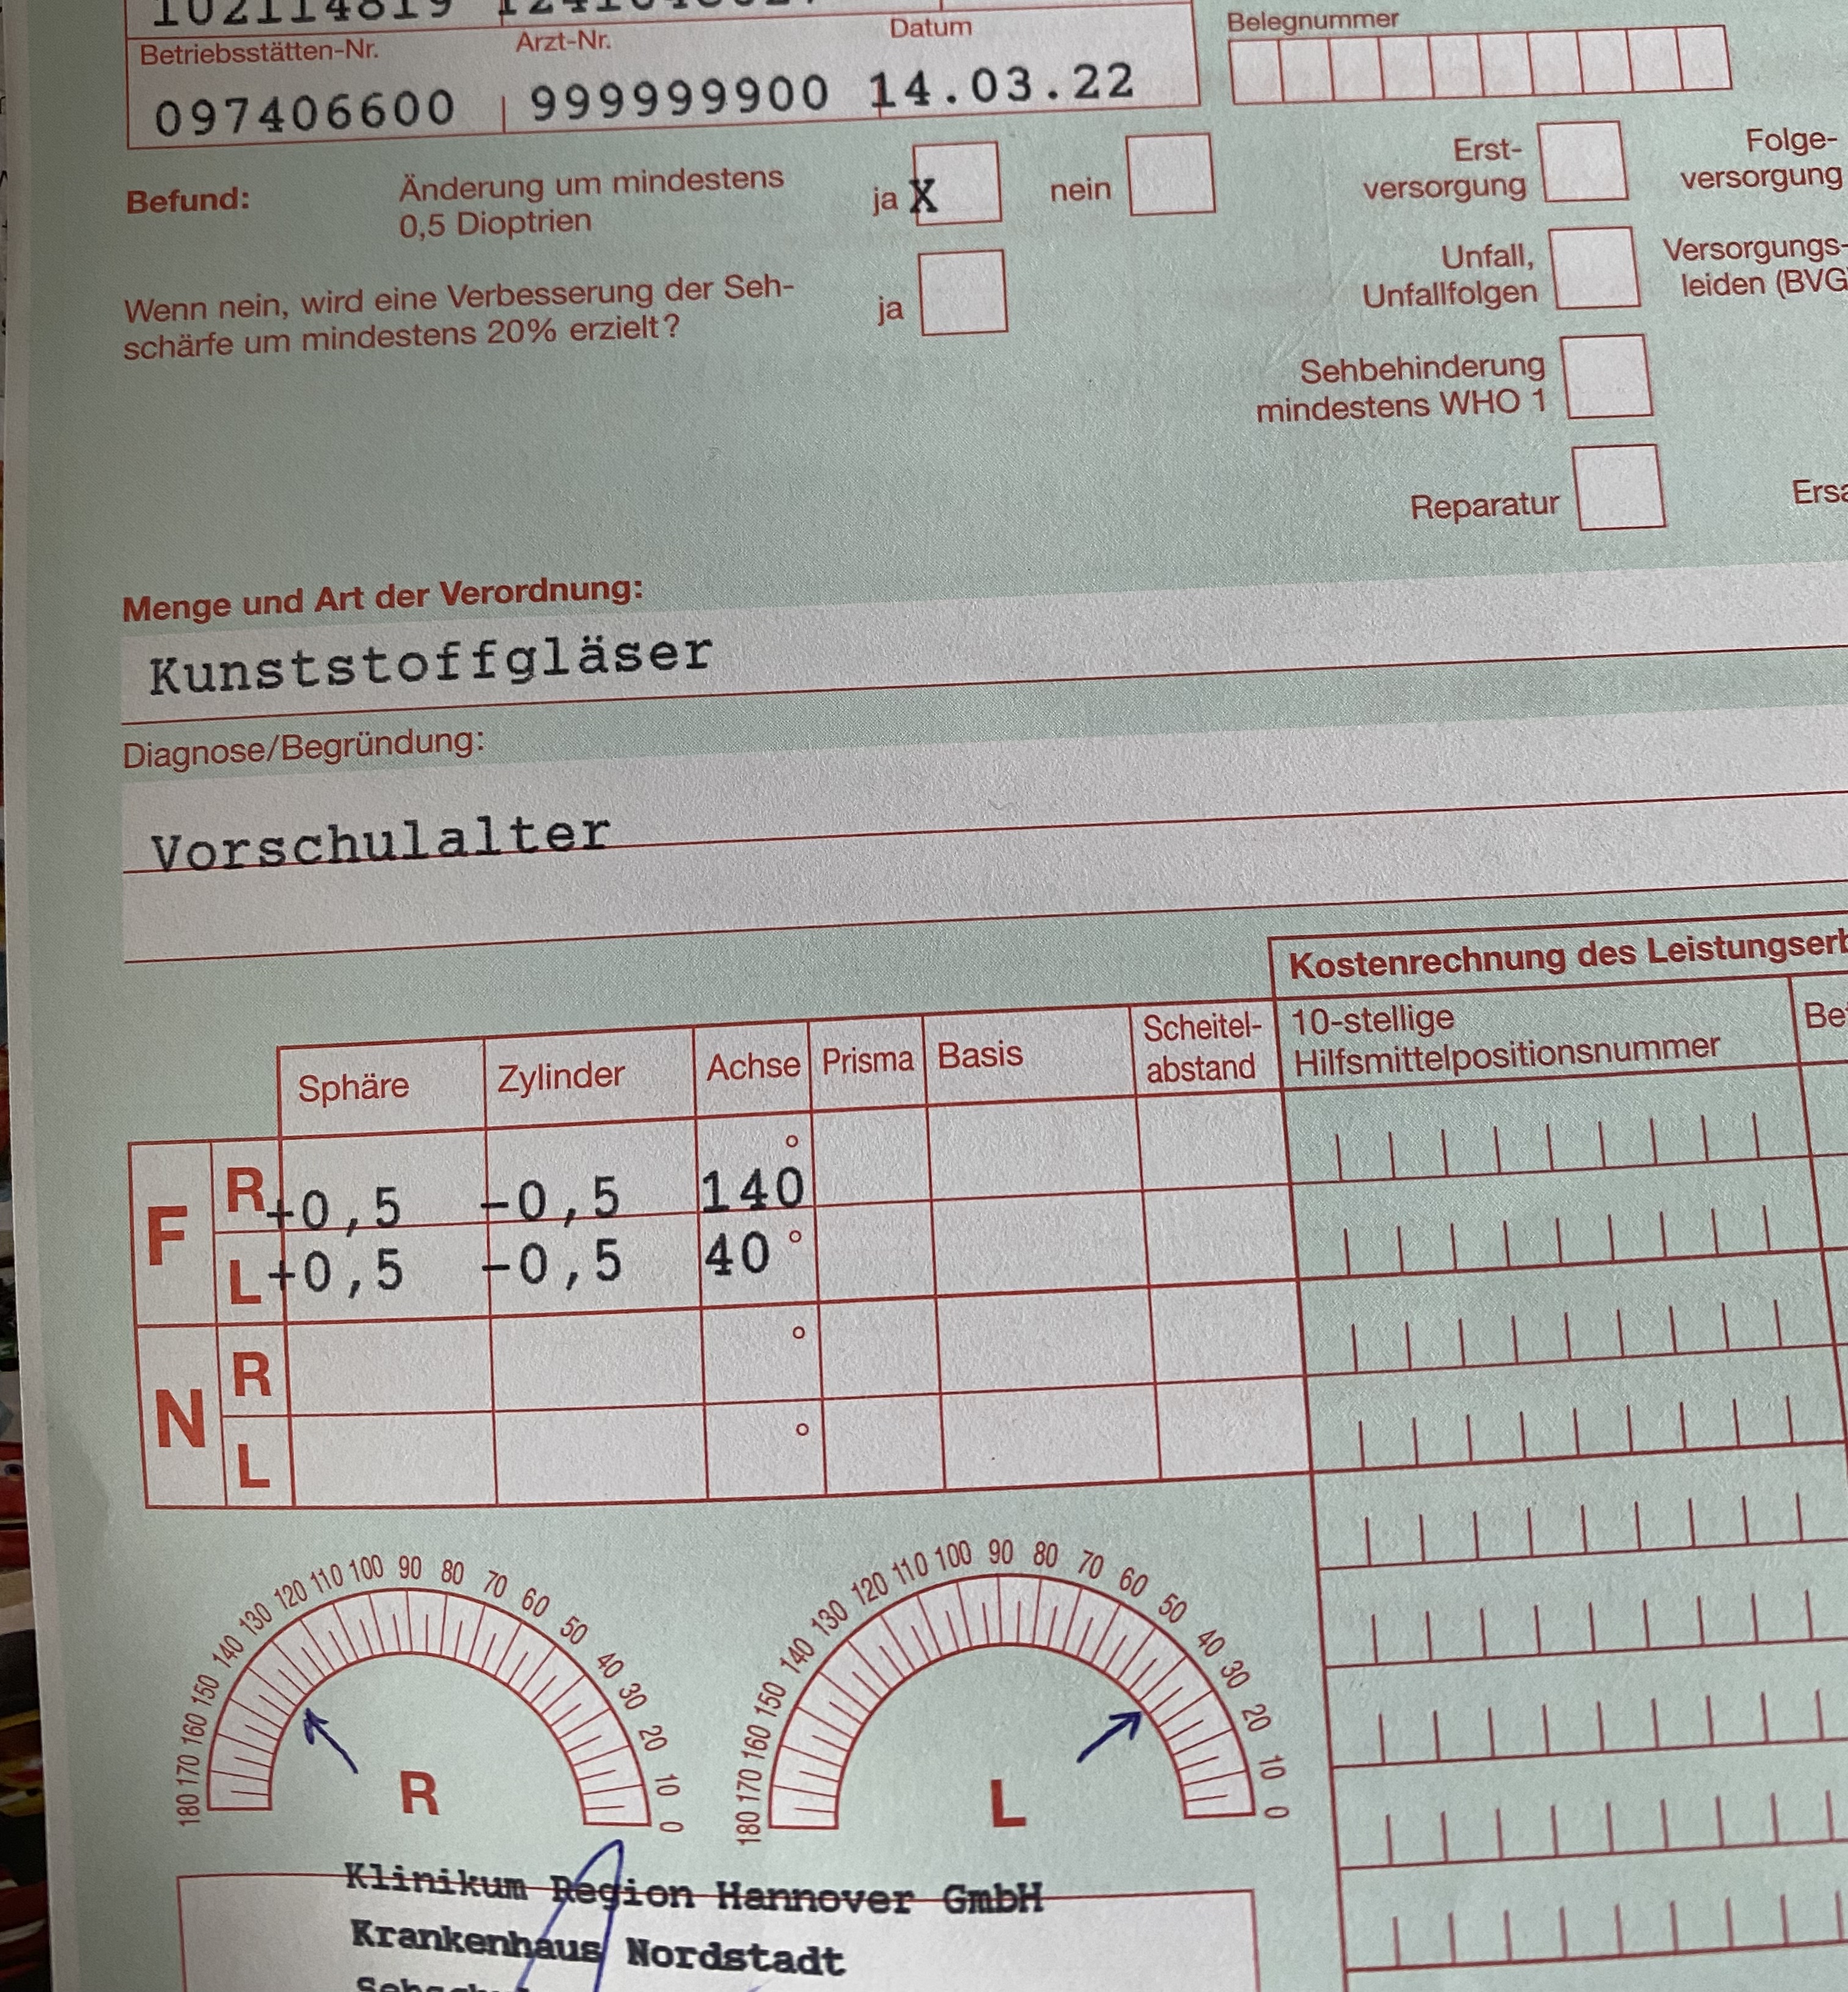 Betriebsstätten-Nr. Arzt-Nr. Datum
097406600 999999900 14.03.22
Belegnummer
Befund: Änderung um mindestens
0,5 Dioptrien
ja X nein
Wenn nein, wird eine Verbesserung der Seh-
schärfe um mindestens 20% erzielt?
ja
Erst-
versorgung
Folge-
versorgung
Unfall,
Unfallfolgen
Versorgungs-
leiden (BVG
Sehbehinderung
mindestens WHO 1
Reparatur
Menge und Art der Verordnung:
Kunststoffgläser
Diagnose/Begründung:
Vorschulalter
Kostenrechnung des
10-stellige
Hilfsmittelpositionsnummer
Sphäre Zylinder Achse Prisma Basis Scheitel-
abstand
F
R +0,5 -0,5 140 °
L +0,5 -0,5 40 °
N
R °
L °
180 170 160 150 140 130 120 110 100 90 80 70 60 50 40 30 20 10 0
R
180 170 160 150 140 130 120 110 100 90 80 70 60 50 40 30 20 10 0
L
Klinikum Region Hannover GmbH
Krankenhaus Nordstadt